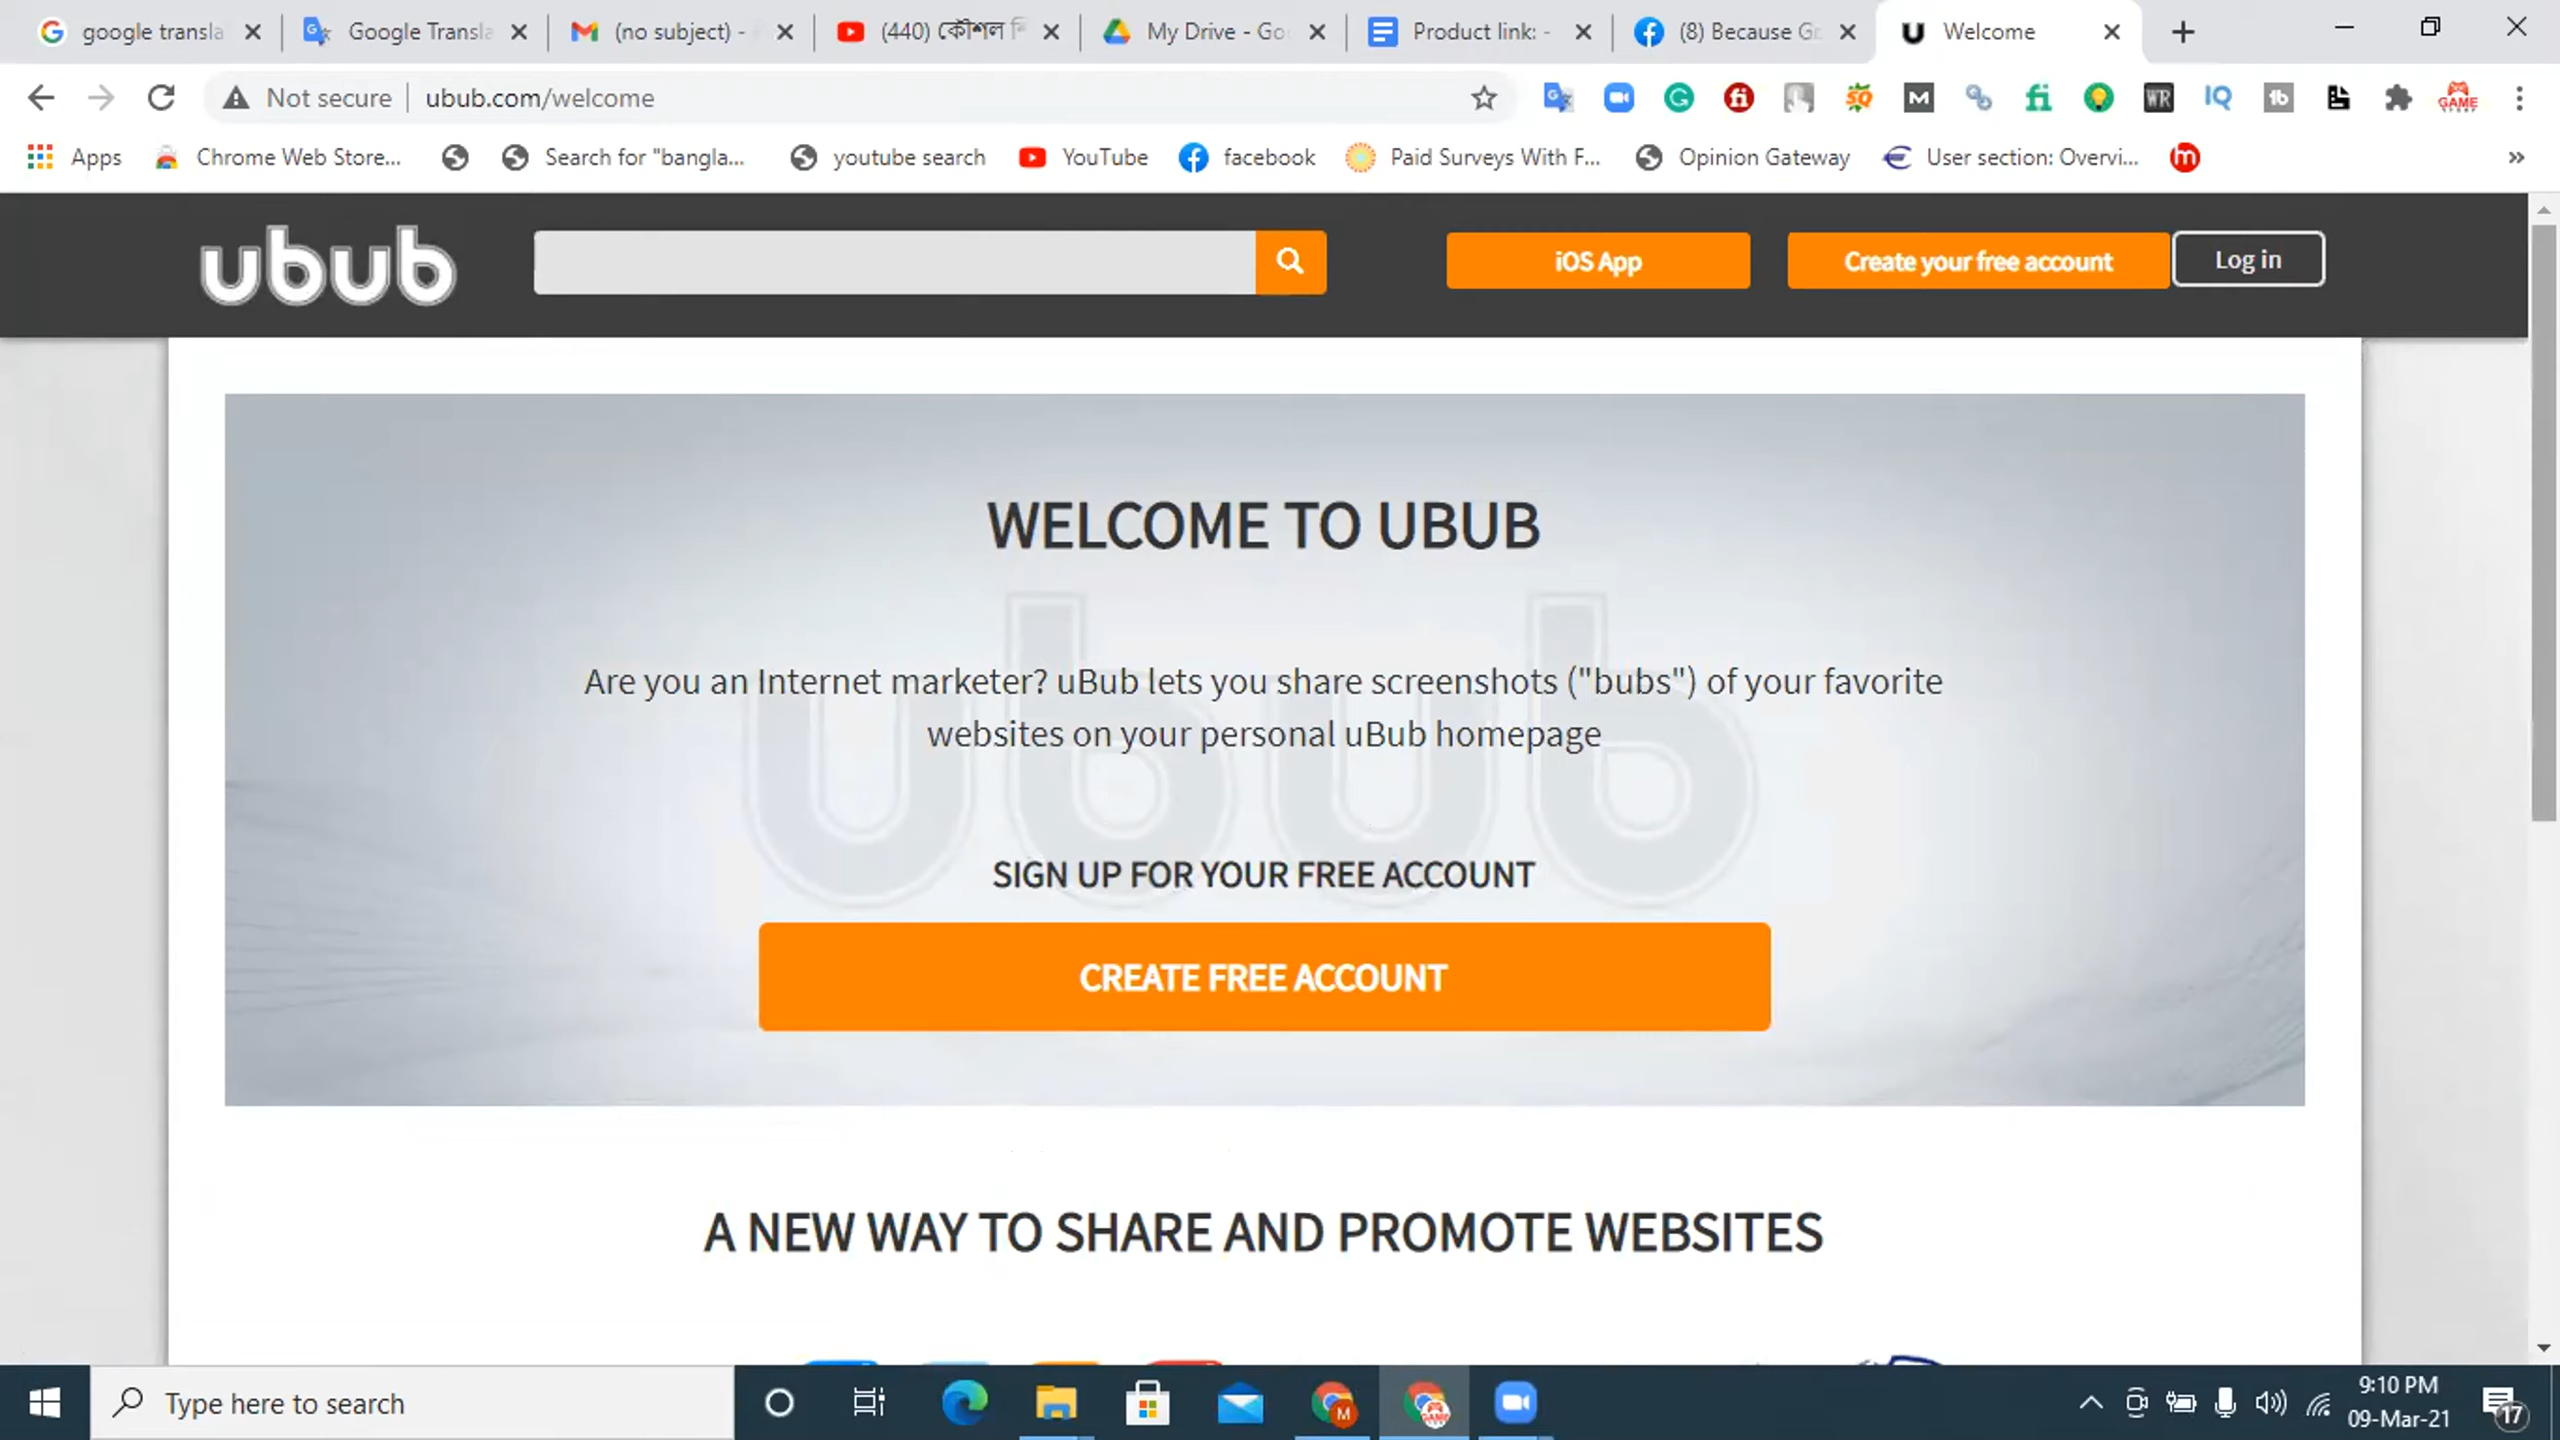 google transla
Google Transla
(no subject) -
(440) কৌশল
My Drive - Go
Product link: -
(8) Because Gr
Welcome
Not secure
ubub.com/welcome
Apps
Chrome Web Store...
Search for "bangla...
youtube search
YouTube
facebook
Paid Surveys With F...
Opinion Gateway
User section: Overvi...
ubub
iOS App
Create your free account
Log in
WELCOME TO UBUB
Are you an Internet marketer? uBub lets you share screenshots ("bubs") of your favorite
websites on your personal uBub homepage
SIGN UP FOR YOUR FREE ACCOUNT
CREATE FREE ACCOUNT
A NEW WAY TO SHARE AND PROMOTE WEBSITES
Type here to search
9:10 PM
09-Mar-21
17